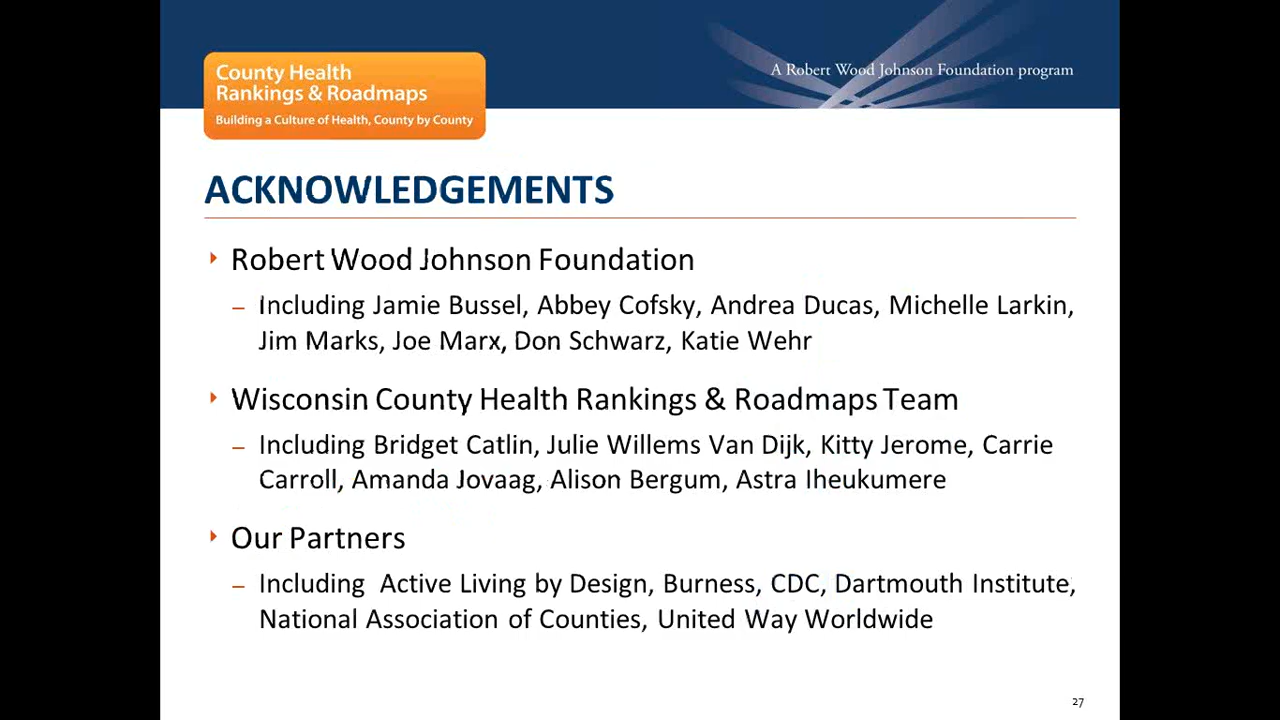 County Health
Rankings & Roadmaps
Building a Culture of Health, County by County
A Robert Wood Johnson Foundation program
ACKNOWLEDGEMENTS
Robert Wood Johnson Foundation
– Including Jamie Bussel, Abbey Cofsky, Andrea Ducas, Michelle Larkin,
Jim Marks, Joe Marx, Don Schwarz, Katie Wehr
Wisconsin County Health Rankings & Roadmaps Team
– Including Bridget Catlin, Julie Willems Van Dijk, Kitty Jerome, Carrie
Carroll, Amanda Jovaag, Alison Bergum, Astra Iheukumere
Our Partners
– Including Active Living by Design, Burness, CDC, Dartmouth Institute,
National Association of Counties, United Way Worldwide
27